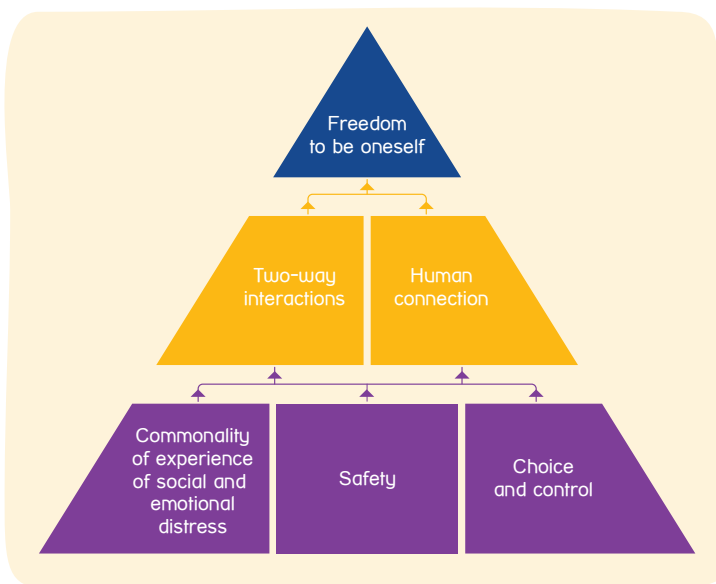 Freedom
to be oneself
Two-way
interactions
Human
connection
Commonality
of experience
of social and
emotional
distress
Safety
Choice
and control